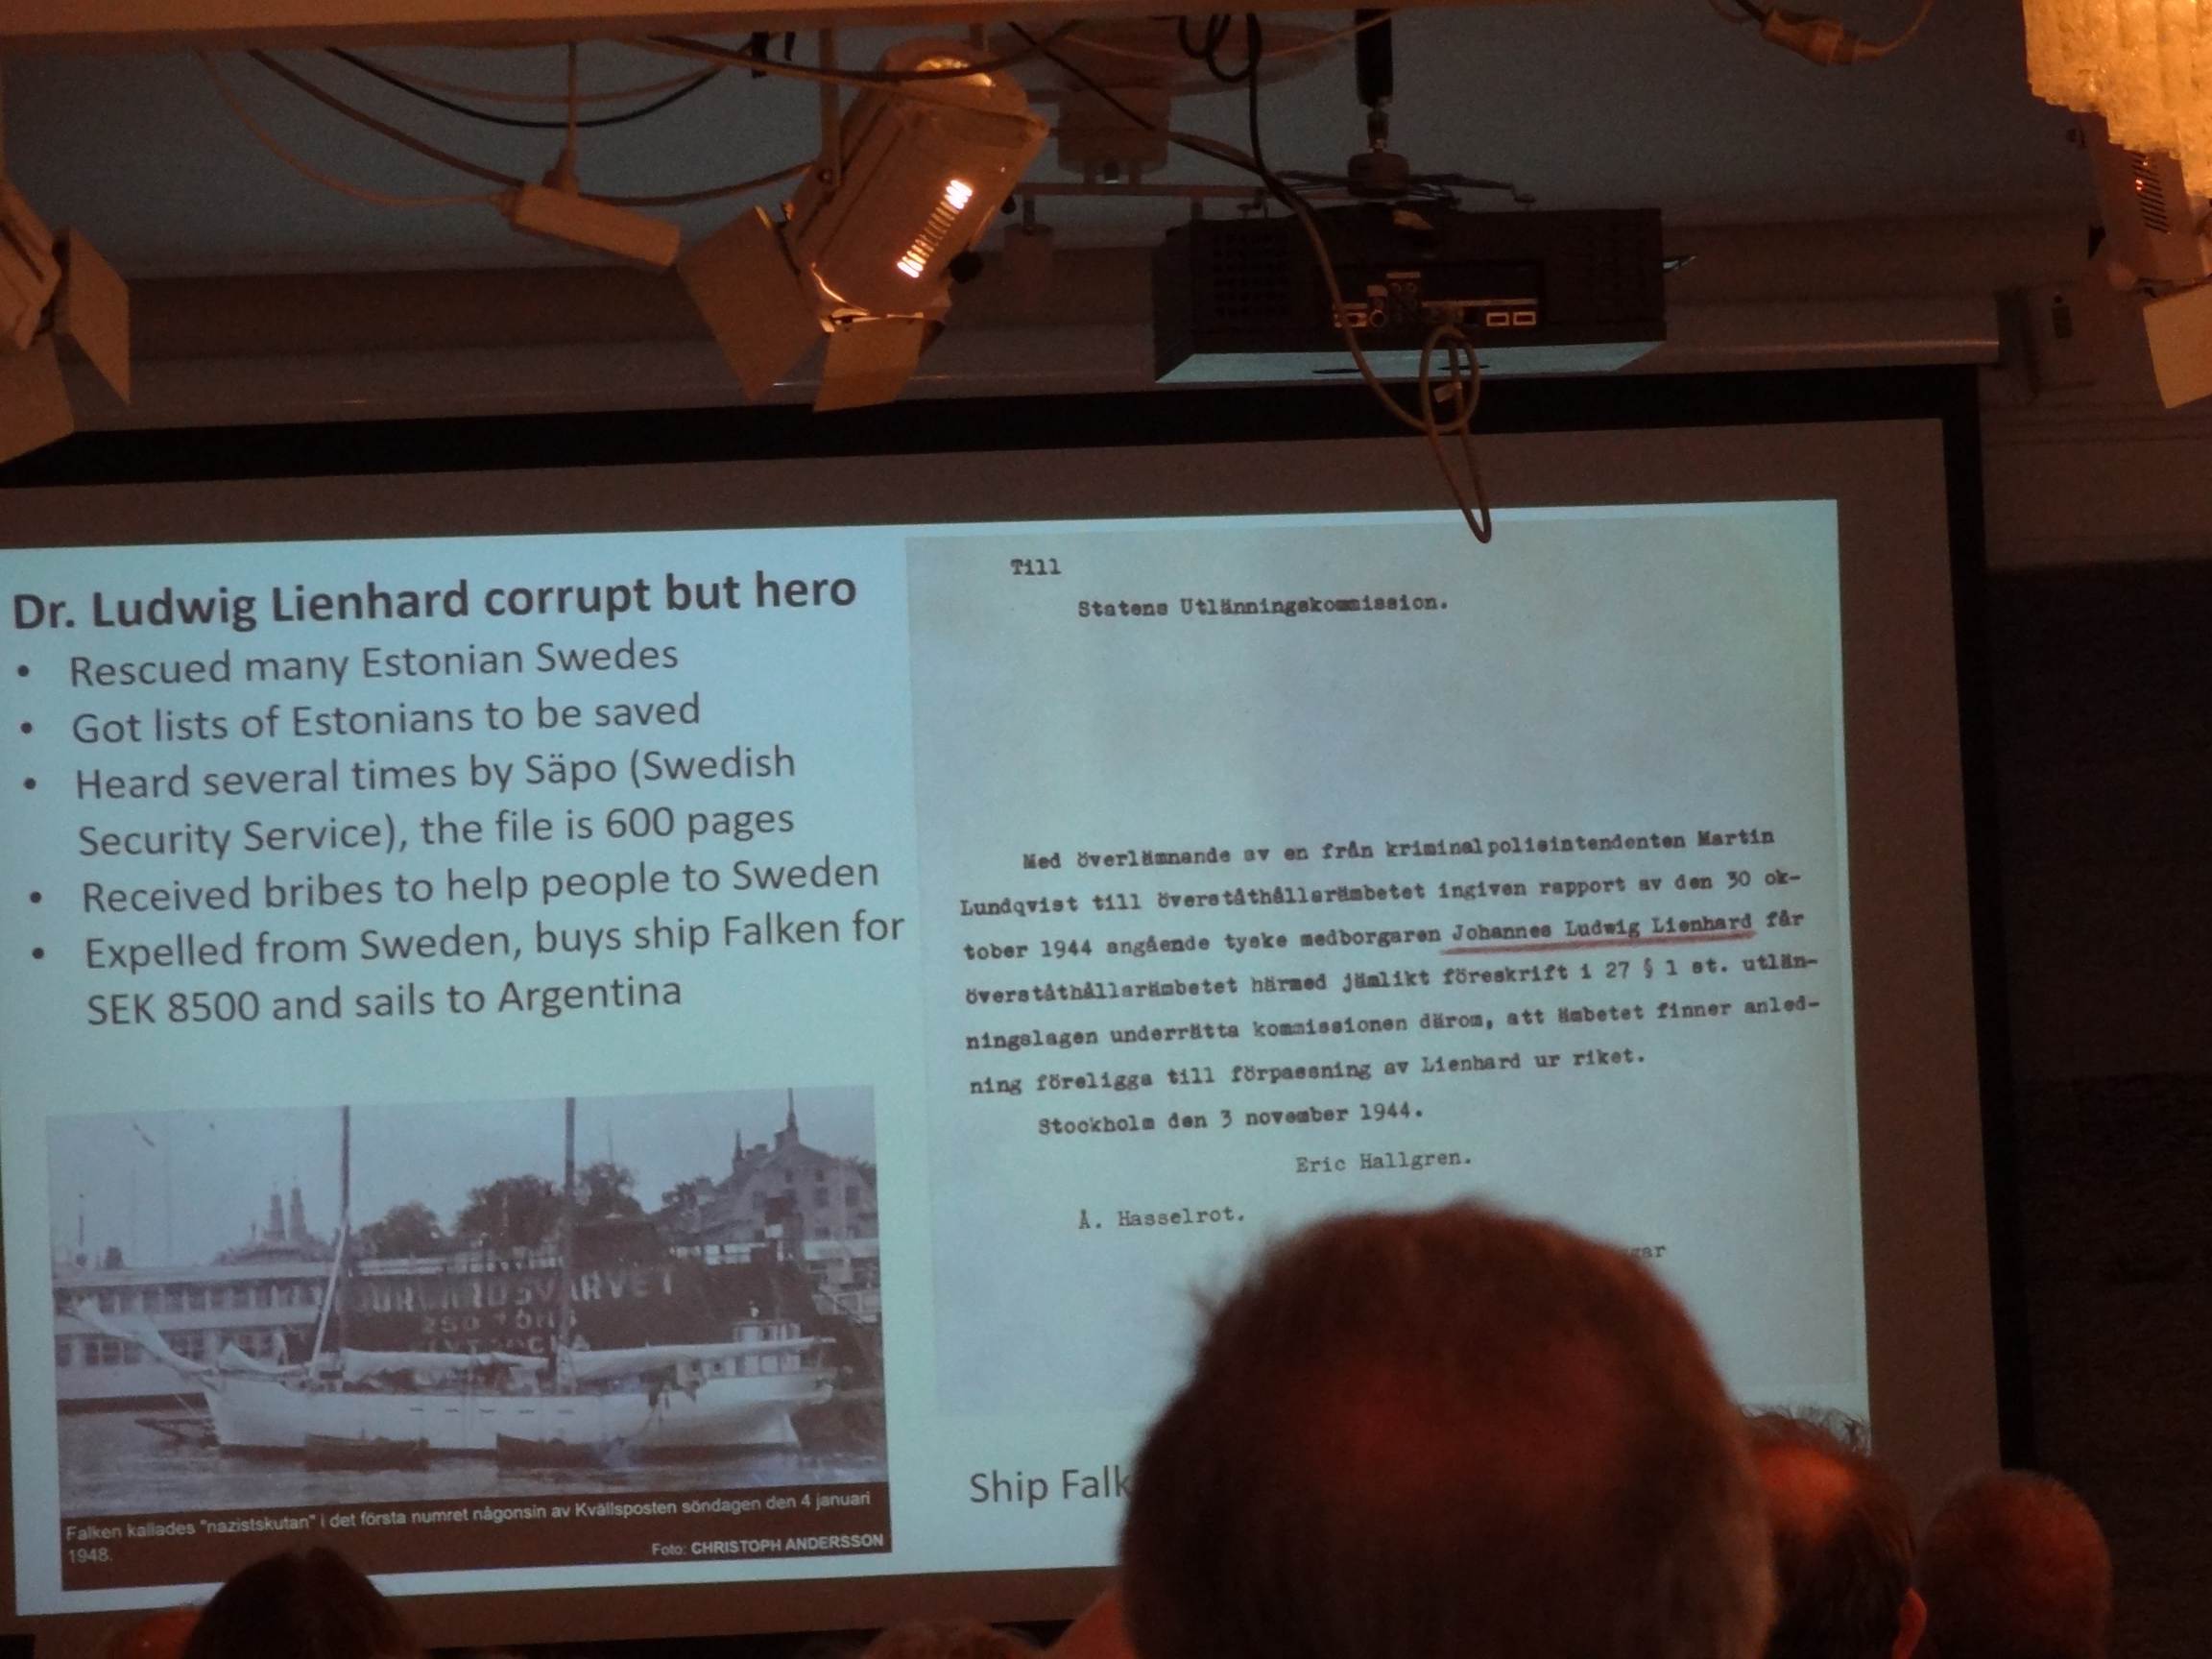 Dr. Ludwig Lienhard corrupt but hero
• Rescued many Estonian Swedes
• Got lists of Estonians to be saved
• Heard several times by Säpo (Swedish
Security Service), the file is 600 pages
• Received bribes to help people to Sweden
• Expelled from Sweden, buys ship Falken for
SEK 8500 and sails to Argentina
250 TONS
Falken kallades "nazistskutan" i det första numret någonsin av Kvällsposten söndagen den 4 januari
1948.
Foto: CHRISTOPH ANDERSSON
Till
Statens Utlänningskommission.
Med överlämnande av en från kriminalpolisintendenten Martin
Lundqvist till överståthållarämbetet ingiven rapport av den 30 ok-
tober 1944 angående tyske medborgaren Johannes Ludwig Lienhard får
överståthållarämbetet härmed jämlikt föreskrift i 27 § 1 st. utlän-
ningslagen underrätta kommissionen därom, att ämbetet finner anled-
ning föreligga till förpassning av Lienhard ur riket.
Stockholm den 3 november 1944.
Eric Hallgren.
Å. Hasselrot.
Ship